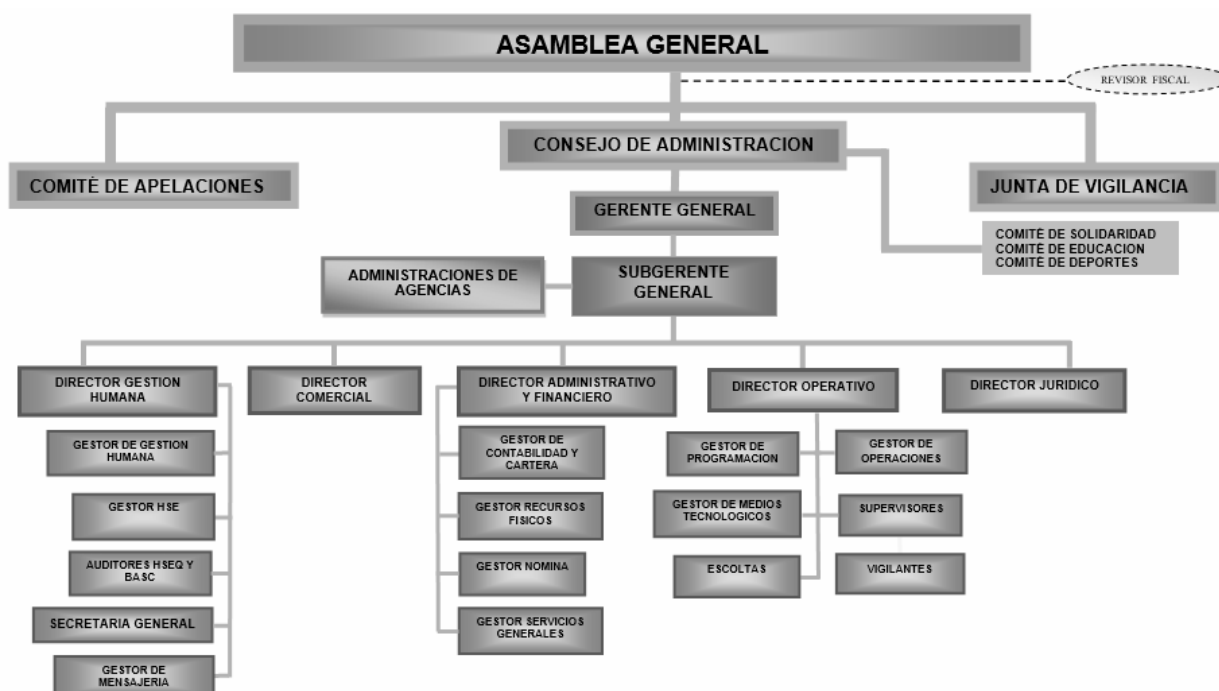 ASAMBLEA GENERAL
REVISOR FISCAL
CONSEJO DE ADMINISTRACION
COMITÉ DE APELACIONES
JUNTA DE VIGILANCIA
GERENTE GENERAL
COMITÉ DE SOLIDARIDAD
COMITÉ DE EDUCACION
COMITÉ DE DEPORTES
ADMINISTRACIONES DE
AGENCIAS
SUBGERENTE
GENERAL
DIRECTOR GESTION
HUMANA
DIRECTOR
COMERCIAL
DIRECTOR ADMINISTRATIVO
Y FINANCIERO
DIRECTOR OPERATIVO
DIRECTOR JURIDICO
GESTOR DE GESTION
HUMANA
GESTOR HSE
AUDITORES HSEQ Y
BASC
SECRETARIA GENERAL
GESTOR DE
MENSAJERIA
GESTOR DE
CONTABILIDAD Y
CARTERA
GESTOR RECURSOS
FISICOS
GESTOR NOMINA
GESTOR SERVICIOS
GENERALES
GESTOR DE
PROGRAMACION
GESTOR DE
OPERACIONES
GESTOR DE MEDIOS
TECNOLOGICOS
SUPERVISORES
ESCOLTAS
VIGILANTES